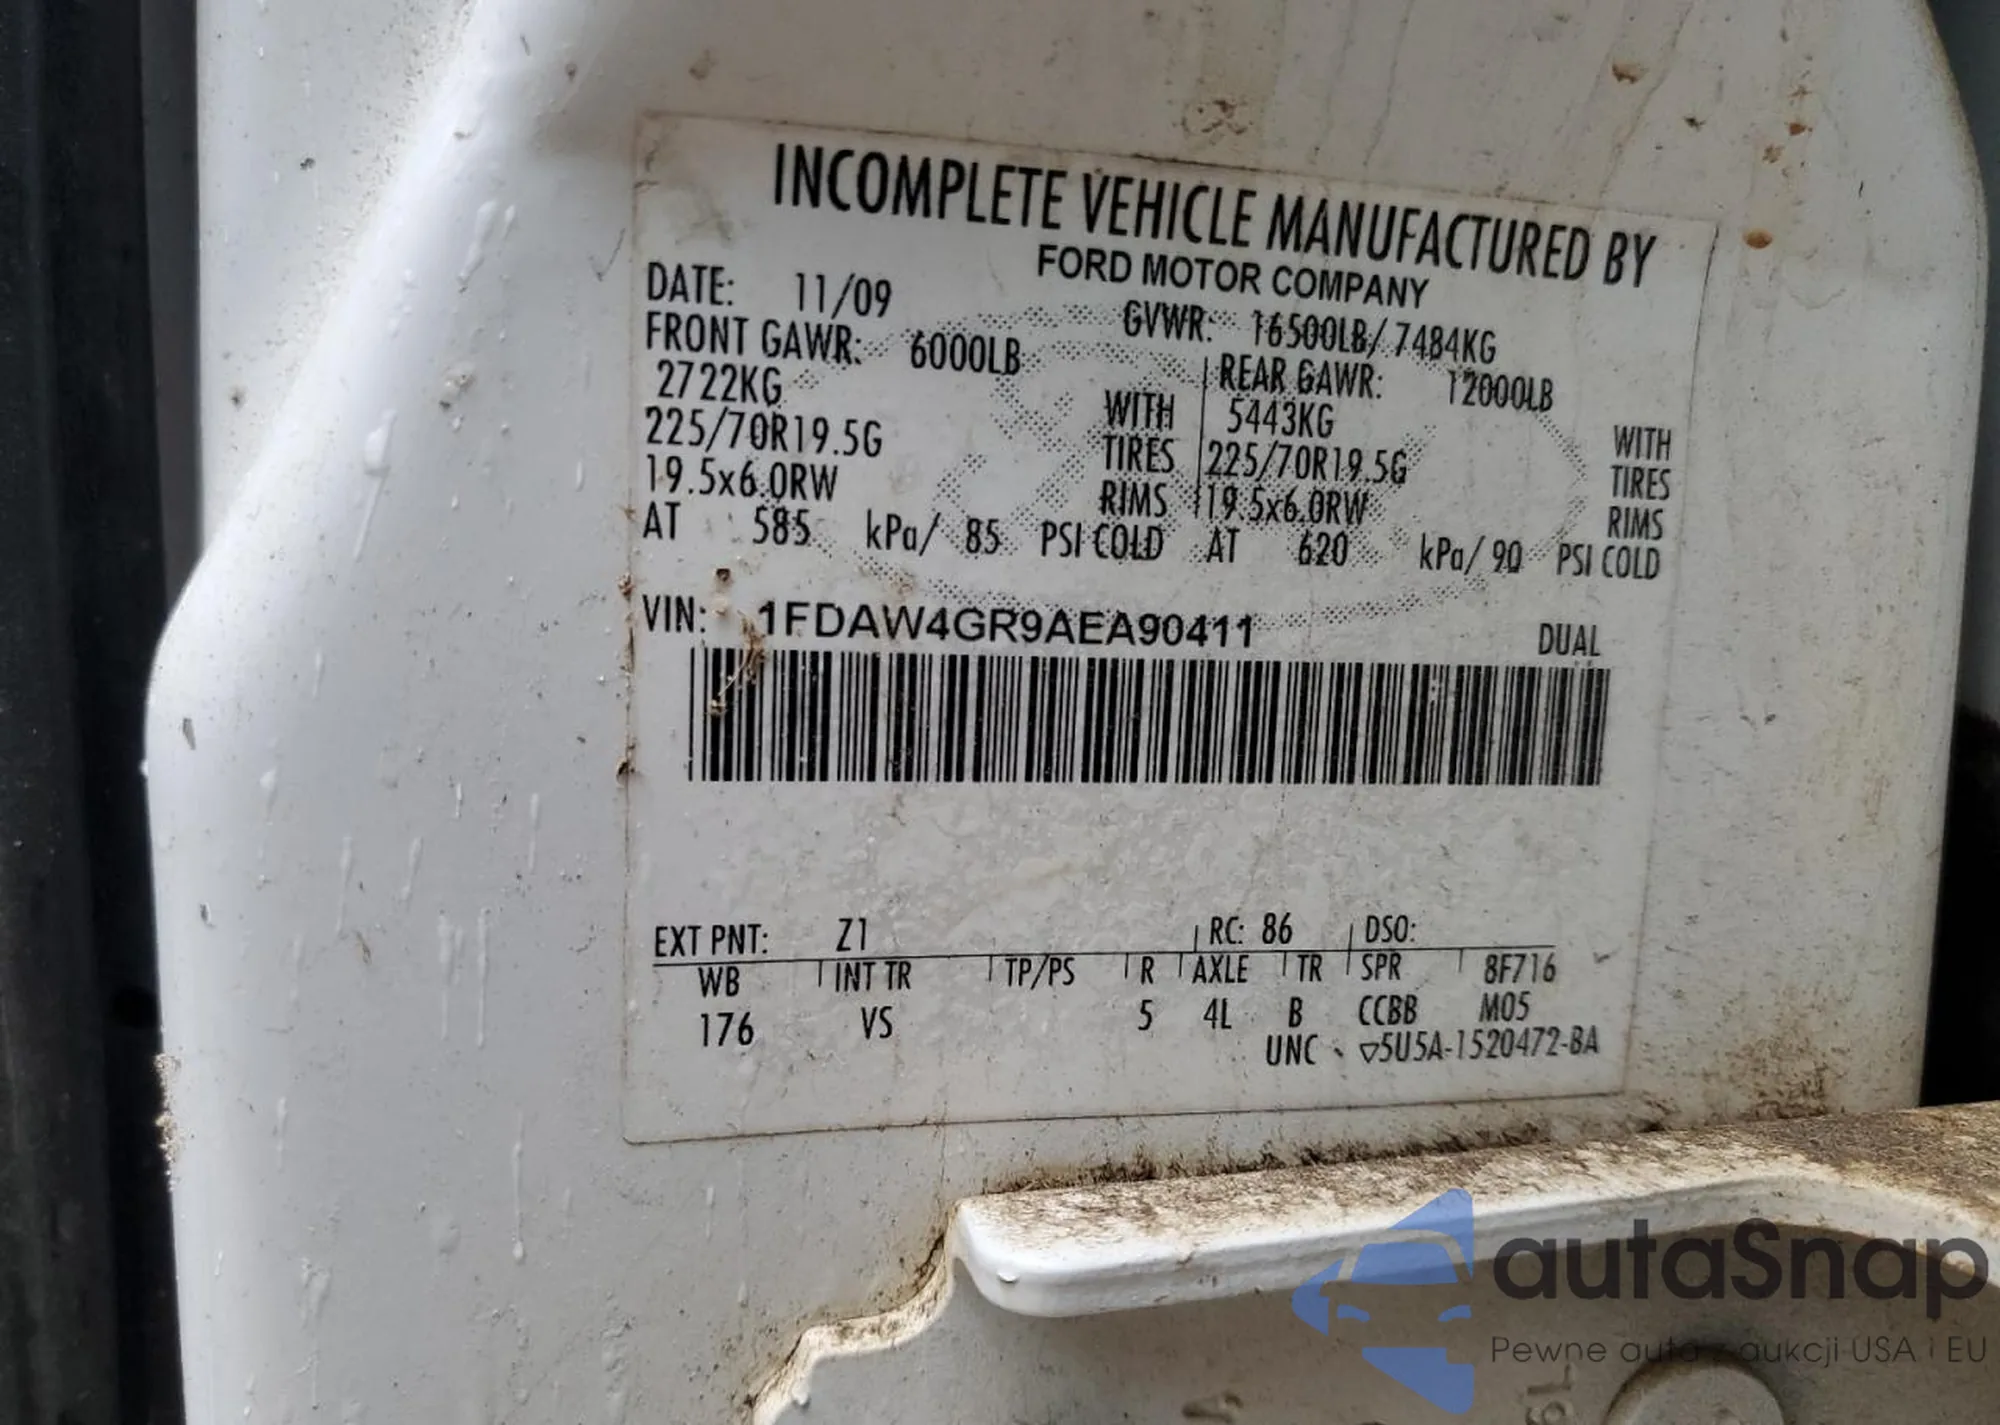 INCOMPLETE VEHICLE MANUFACTURED BY
FORD MOTOR COMPANY
DATE: 11/09 GVWR: 16500LB/ 7484KG
FRONT GAWR: 6000LB REAR GAWR: 12000LB
2722KG WITH 5443KG WITH
225/70R19.5G TIRES 225/70R19.5G TIRES
19.5x6.0RW RIMS 19.5x6.0RW RIMS
AT 585 kPa/ 85 PSI COLD AT 620 kPa/ 90 PSI COLD
VIN: 1FDAW4GR9AEA90411 DUAL
EXT PNT: Z1 RC: 86 DSO:
WB INT TR TP/PS R AXLE TR SPR 8F716
176 VS 5 4L B CCBB M05
UNC ▽5U5A-1520472-BA
autaSnap
Pewne auta z aukcji USA i EU